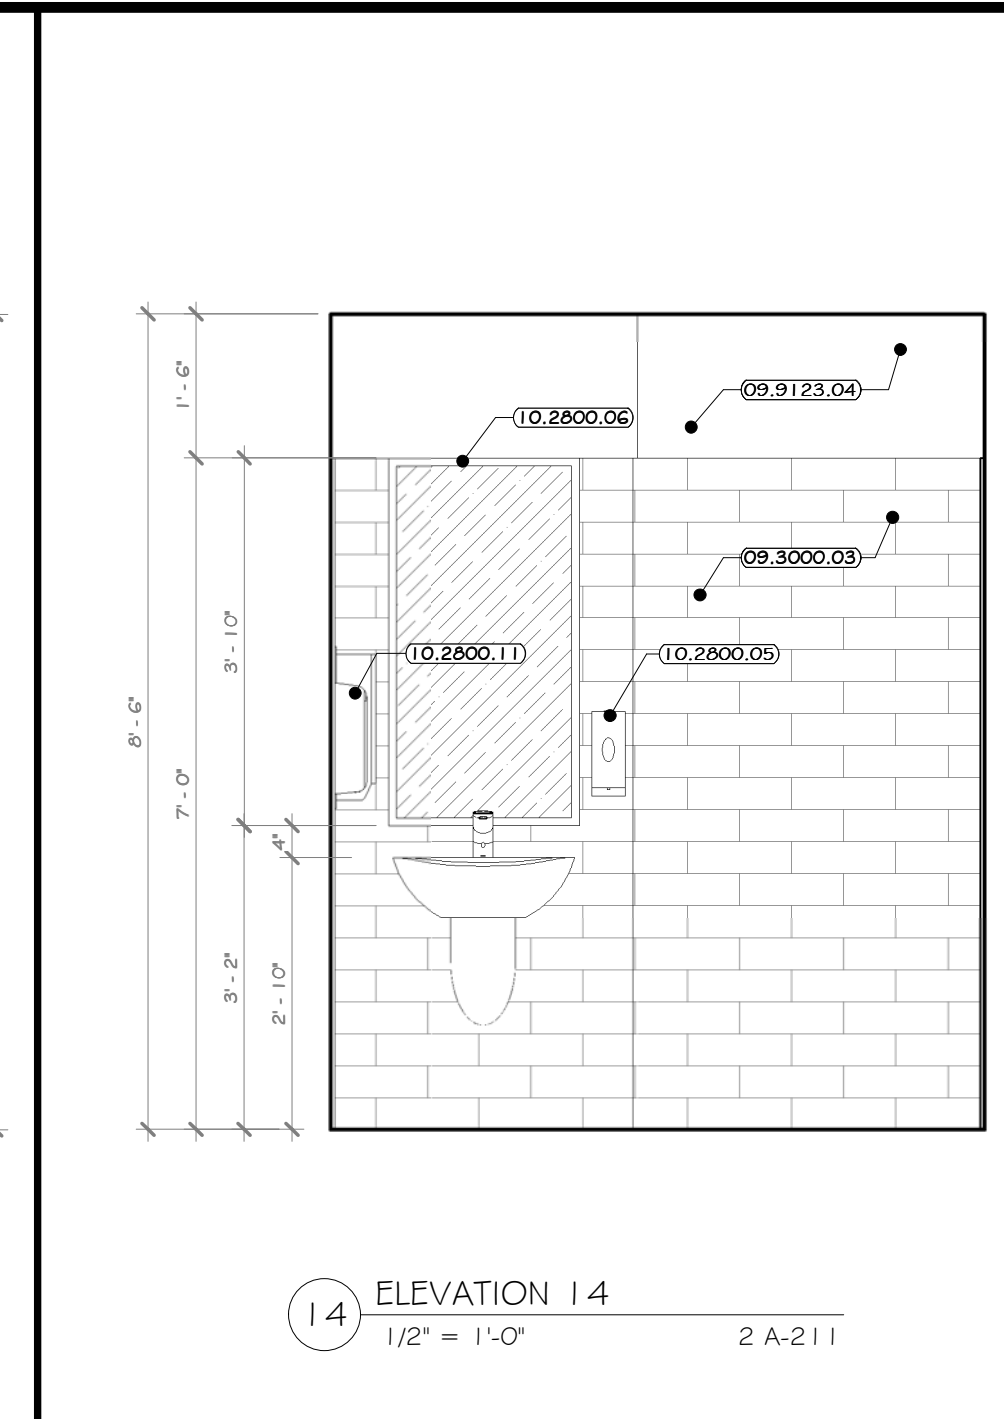 1' - 6"
09.9123.04
10.2800.06
09.3000.03
3' - 10"
10.2800.11
10.2800.05
8' - 6"
7' - 0"
4"
3' - 2"
2' - 10"
14
ELEVATION 14
1/2" = 1'-0"
2 A-211